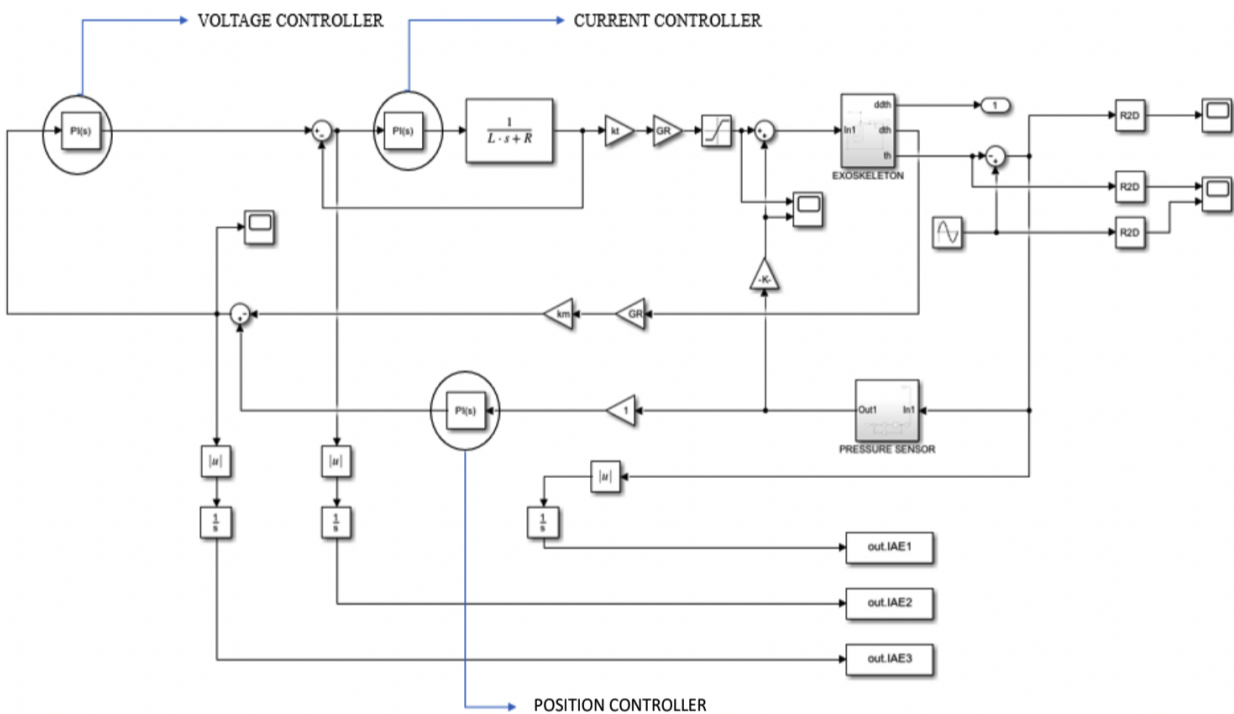 VOLTAGE CONTROLLER
CURRENT CONTROLLER
PI(s)
PI(s)
1
L · s + R
kt
GR
In1
ddth
dth
th
EXOSKELETON
1
R2D
R2D
R2D
-K-
km
GR
PI(s)
1
Out1
In1
PRESSURE SENSOR
|u|
|u|
|u|
1
s
1
s
1
s
out.IAE1
out.IAE2
out.IAE3
POSITION CONTROLLER